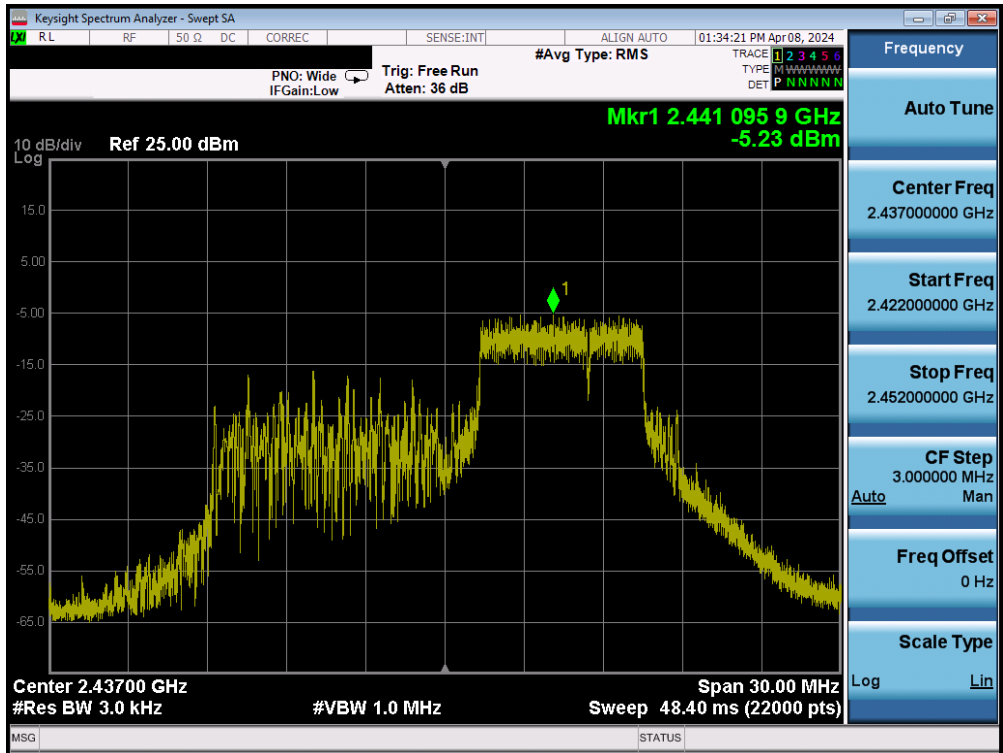 Keysight Spectrum Analyzer - Swept SA
LXI RL RF 50 Ω DC CORREC SENSE:INT ALIGN AUTO 01:34:21 PM Apr 08, 2024
PNO: Wide Trig: Free Run #Avg Type: RMS TRACE 1 2 3 4 5 6
IFGain:Low Atten: 36 dB TYPE M W W W W W
DET P N N N N N
Mkr1 2.441 095 9 GHz
-5.23 dBm
10 dB/div Ref 25.00 dBm
Log
15.0
5.00
1
-5.00
-15.0
-25.0
-35.0
-45.0
-55.0
-65.0
Center 2.43700 GHz Span 30.00 MHz
#Res BW 3.0 kHz #VBW 1.0 MHz Sweep 48.40 ms (22000 pts)
MSG STATUS
Frequency
Auto Tune
Center Freq
2.437000000 GHz
Start Freq
2.422000000 GHz
Stop Freq
2.452000000 GHz
CF Step
3.000000 MHz
Auto Man
Freq Offset
0 Hz
Scale Type
Log Lin